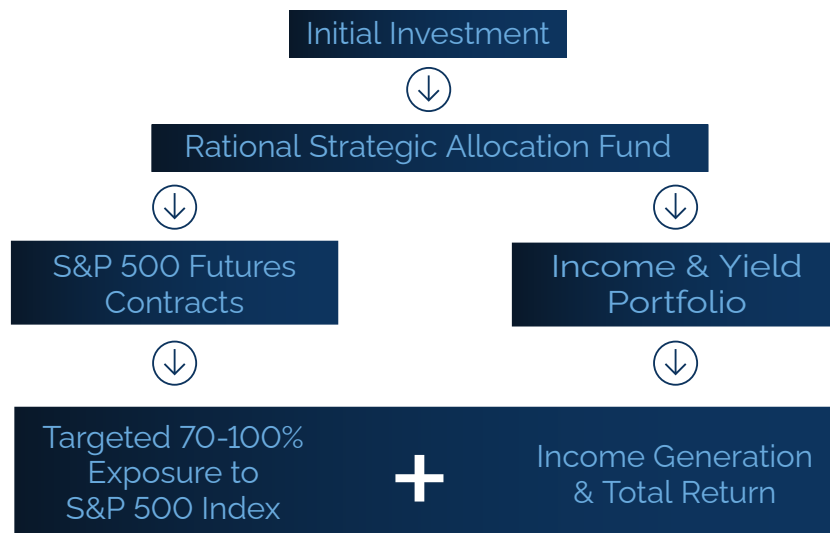 Initial Investment
Rational Strategic Allocation Fund
S&P 500 Futures
Contracts
Income & Yield
Portfolio
Targeted 70-100%
Exposure to
S&P 500 Index
+
Income Generation
& Total Return